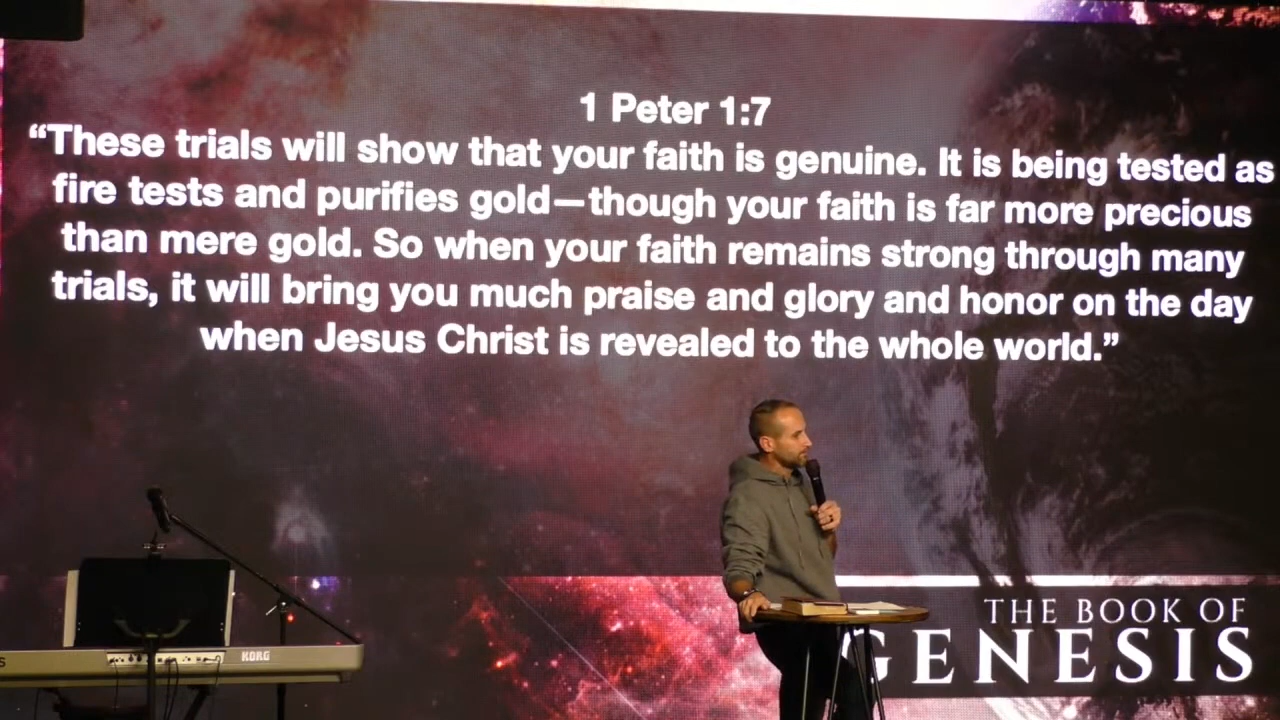 1 Peter 1:7
“These trials will show that your faith is genuine. It is being tested as
fire tests and purifies gold—though your faith is far more precious
than mere gold. So when your faith remains strong through many
trials, it will bring you much praise and glory and honor on the day
when Jesus Christ is revealed to the whole world.”
THE BOOK OF
GENESIS
KORG